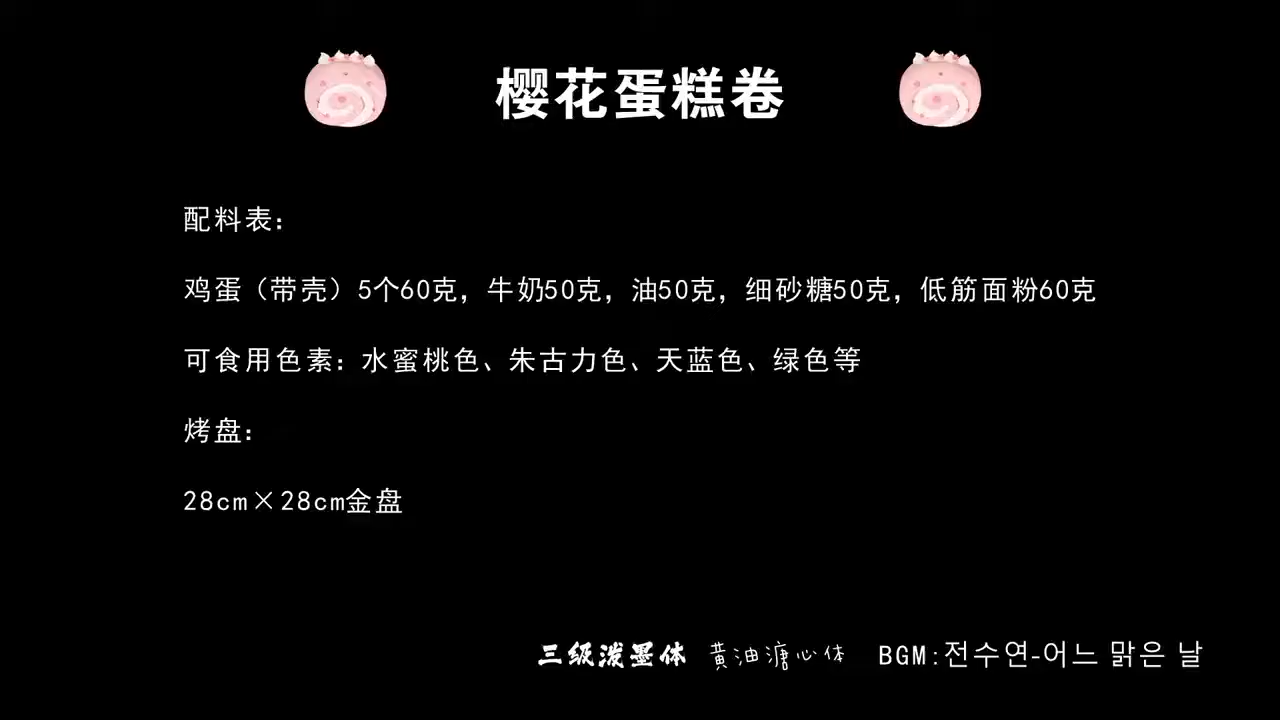 樱花蛋糕卷
配料表：
鸡蛋（带壳）5个60克，牛奶50克，油50克，细砂糖50克，低筋面粉60克
可食用色素：水蜜桃色、朱古力色、天蓝色、绿色等
烤盘：
28cm×28cm金盘
三级泼墨体 黄油溏心体 BGM:전수연-어느 맑은 날